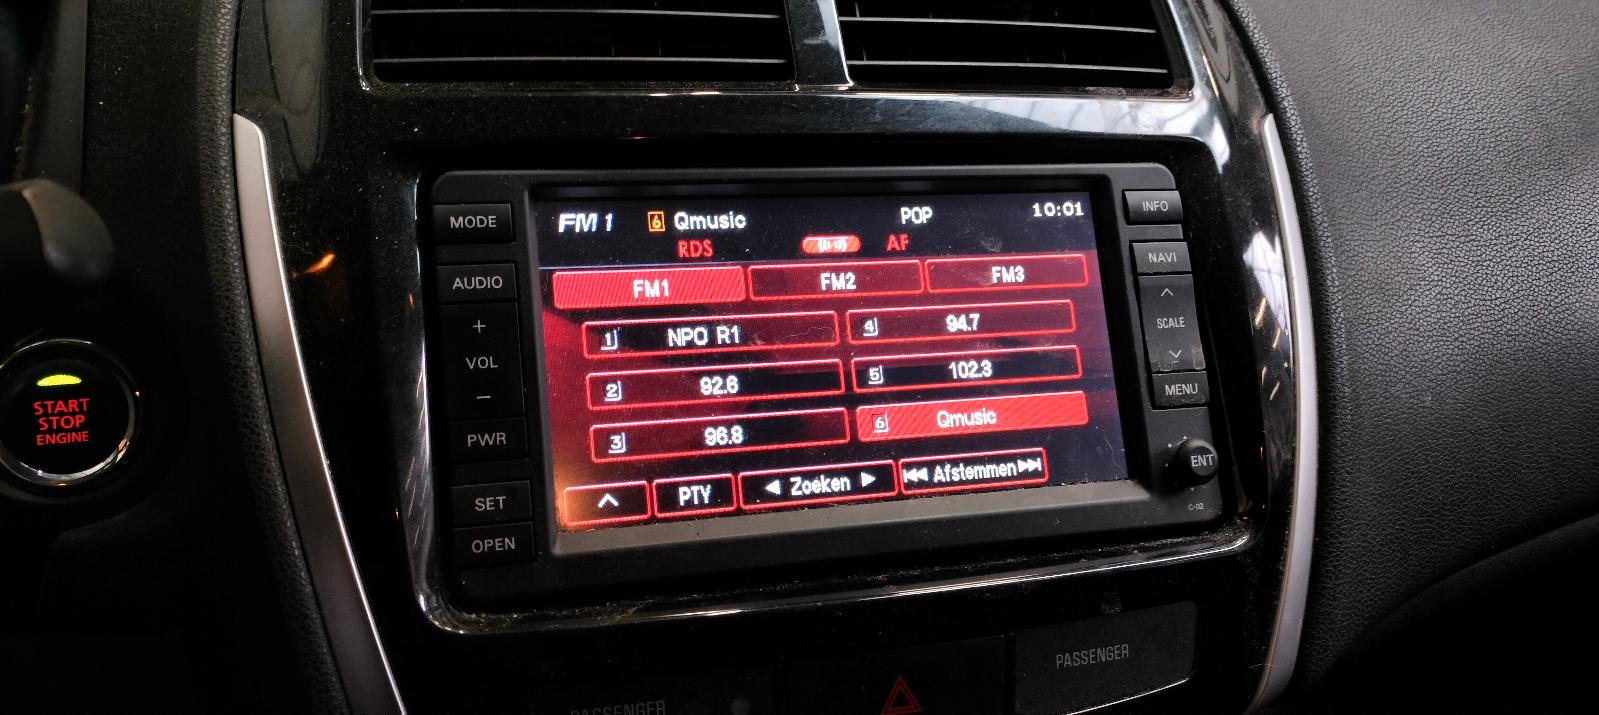 FM 1 6 Qmusic POP 10:01
RDS AF
FM1 FM2 FM3
1 NPO R1 4 94.7
2 92.6 5 102.3
3 96.8 6 Qmusic
PTY Zoeken Afstemmen
MODE
AUDIO
+
VOL
−
PWR
SET
OPEN
INFO
NAVI
SCALE
MENU
ENT
C-02
START
STOP
ENGINE
PASSENGER
PASSENGER